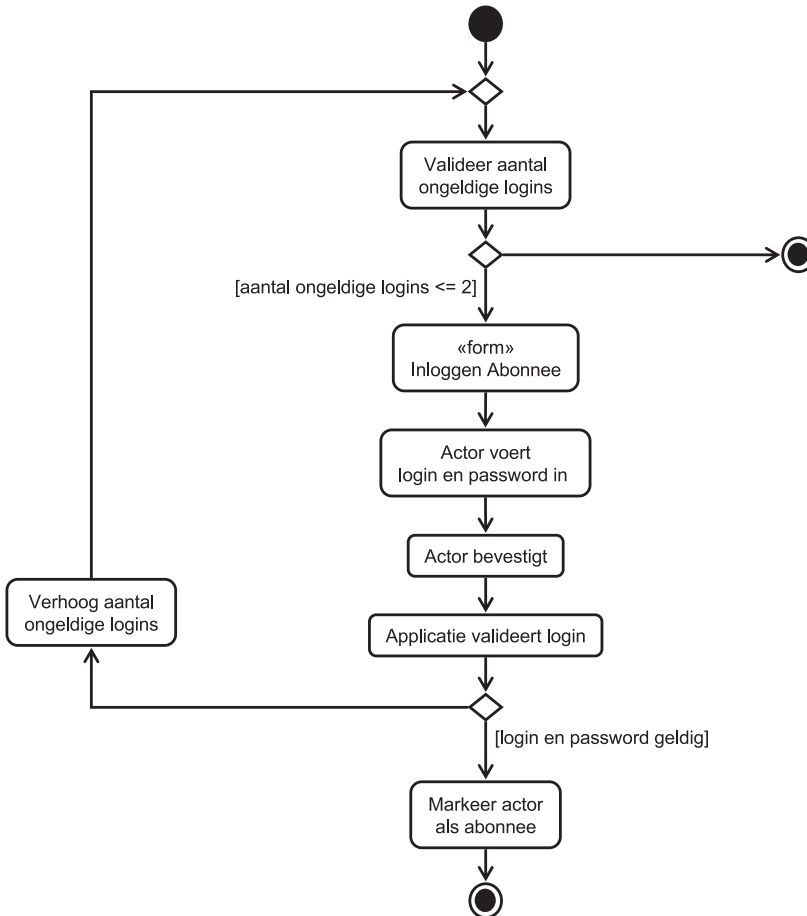 Valideer aantal
ongeldige logins
[aantal ongeldige logins <= 2]
«form»
Inloggen Abonnee
Actor voert
login en password in
Actor bevestigt
Verhoog aantal
ongeldige logins
Applicatie valideert login
[login en password geldig]
Markeer actor
als abonnee